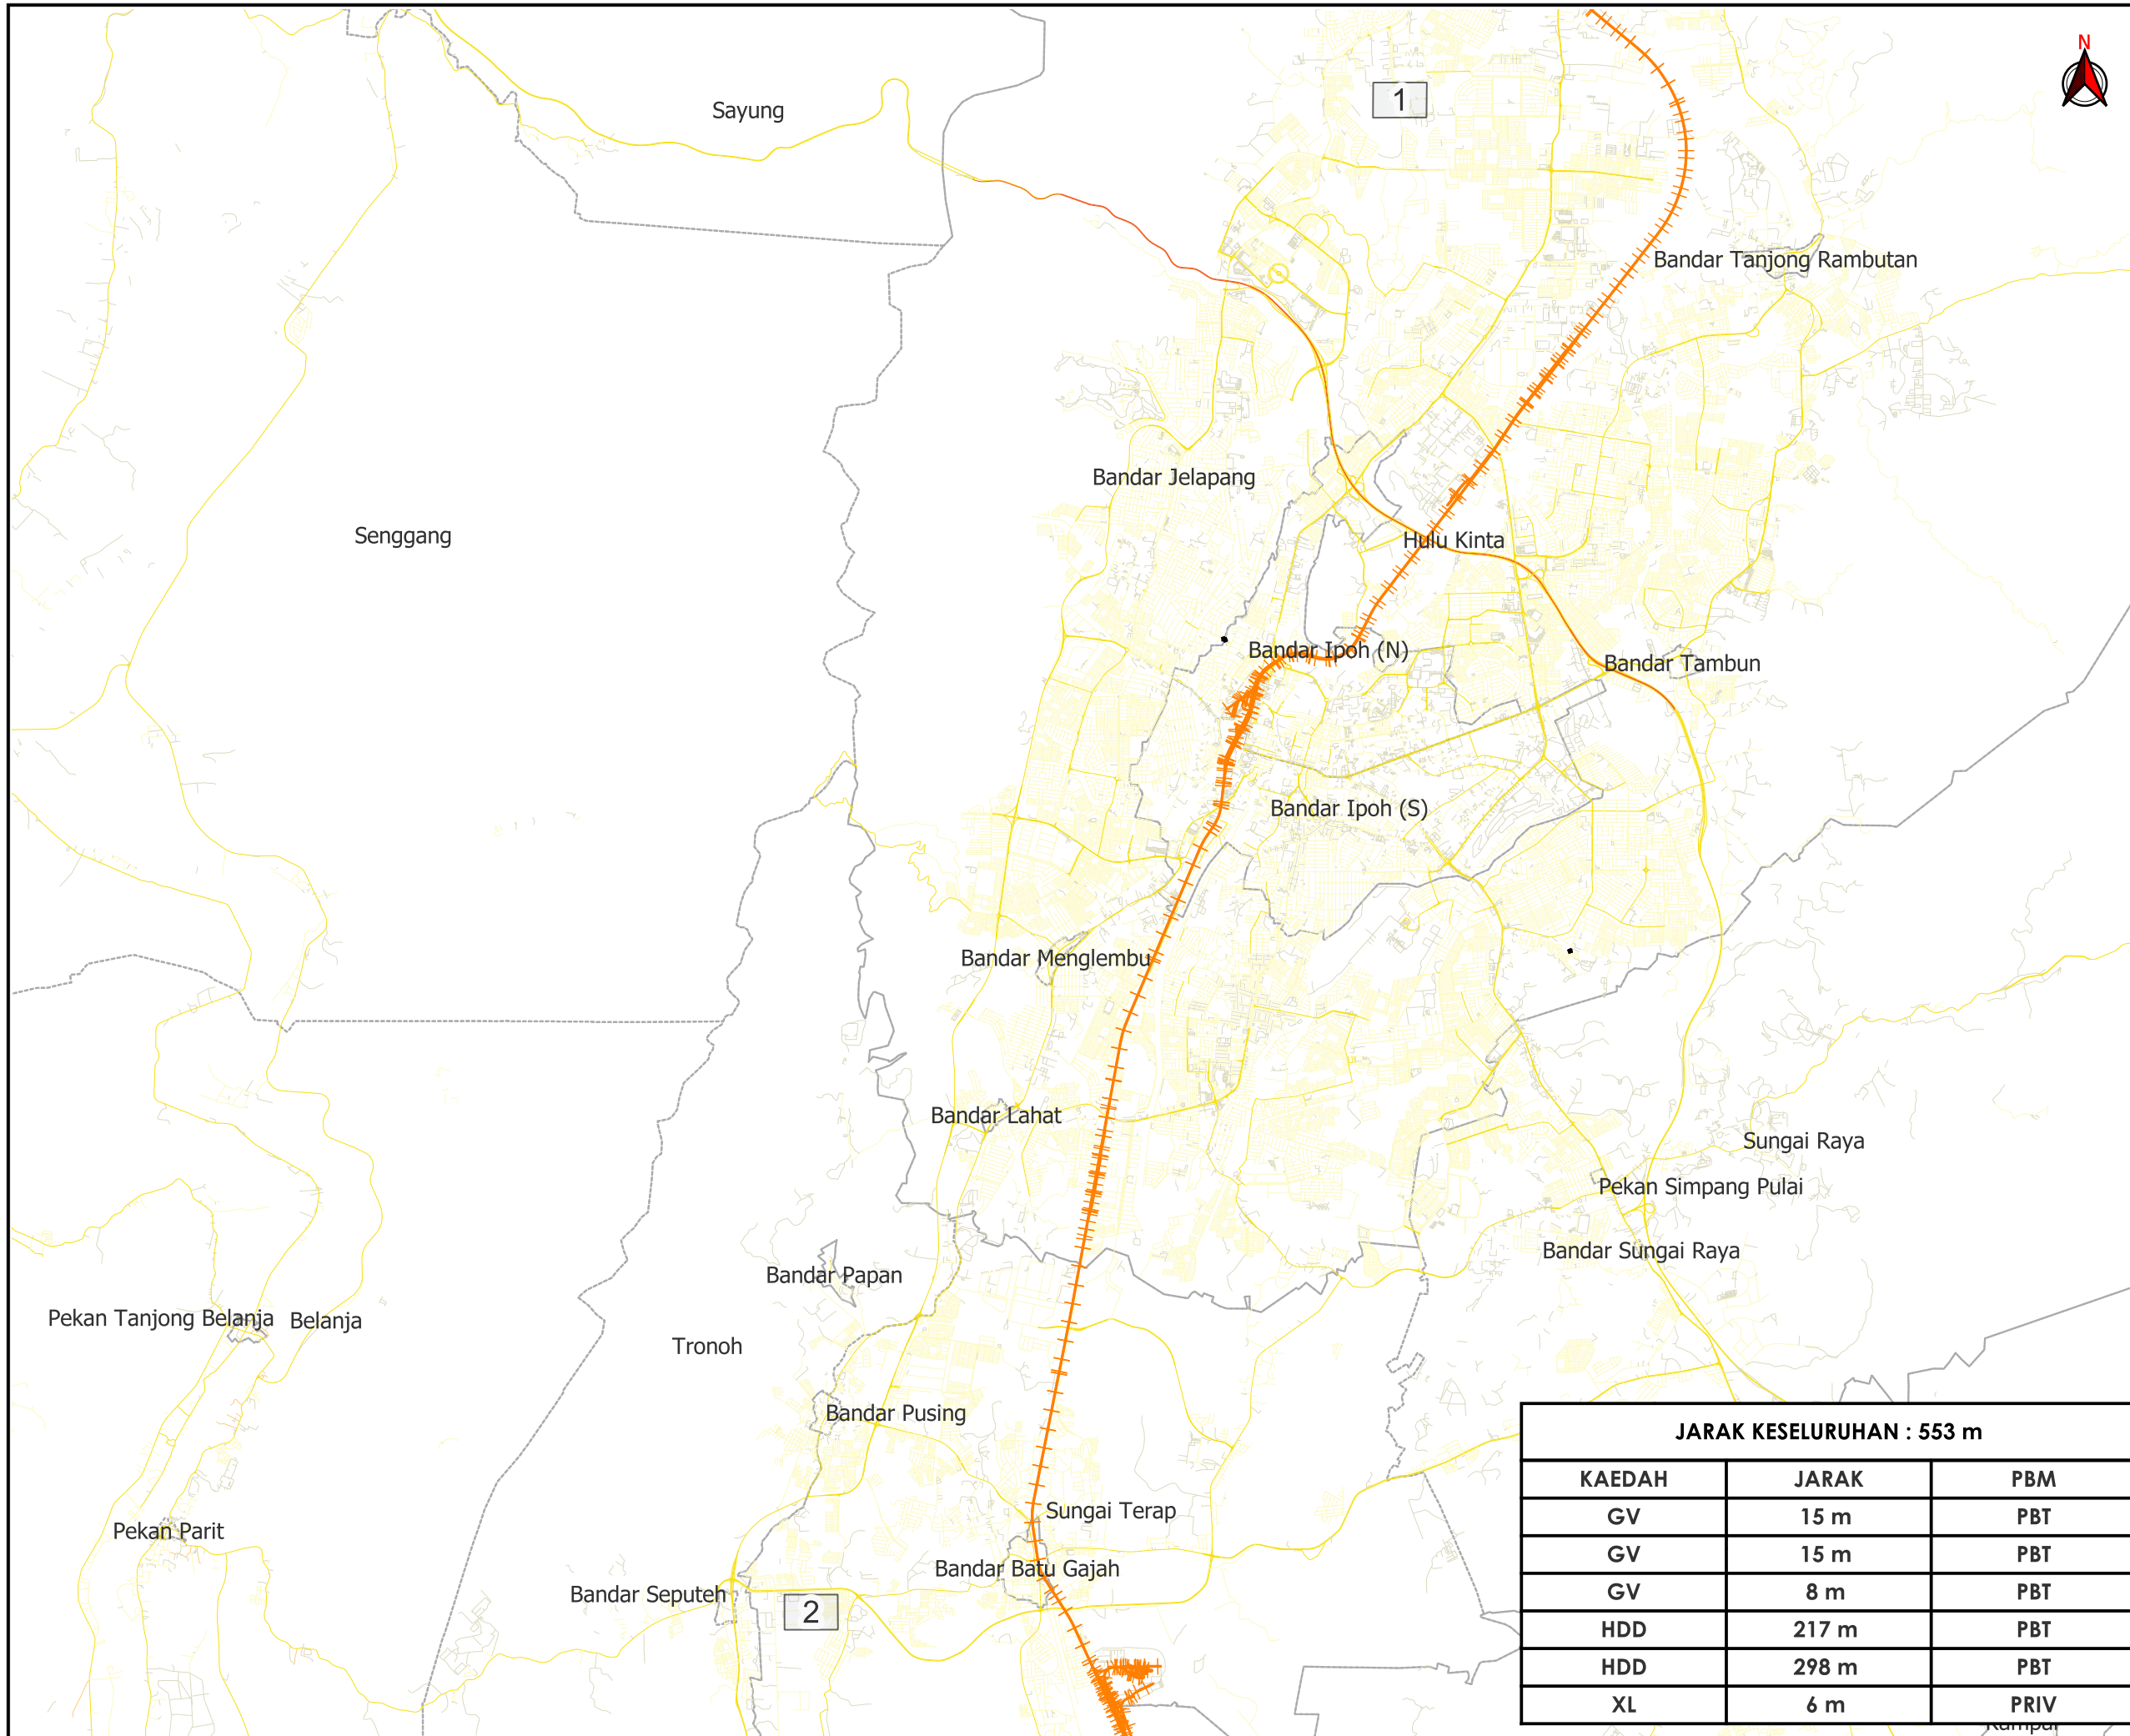 N
1
Sayung
Bandar Tanjong Rambutan
Bandar Jelapang
Senggang
Hulu Kinta
Bandar Ipoh (N)
Bandar Tambun
Bandar Ipoh (S)
Bandar Menglembu
Bandar Lahat
Sungai Raya
Pekan Simpang Pulai
Bandar Sungai Raya
Bandar Papan
Pekan Tanjong Belanja
Belanja
Tronoh
Bandar Pusing
Sungai Terap
Pekan Parit
Bandar Batu Gajah
Bandar Seputeh
2
JARAK KESELURUHAN : 553 m
KAEDAH JARAK PBM
GV 15 m PBT
GV 15 m PBT
GV 8 m PBT
HDD 217 m PBT
HDD 298 m PBT
XL 6 m PRIV